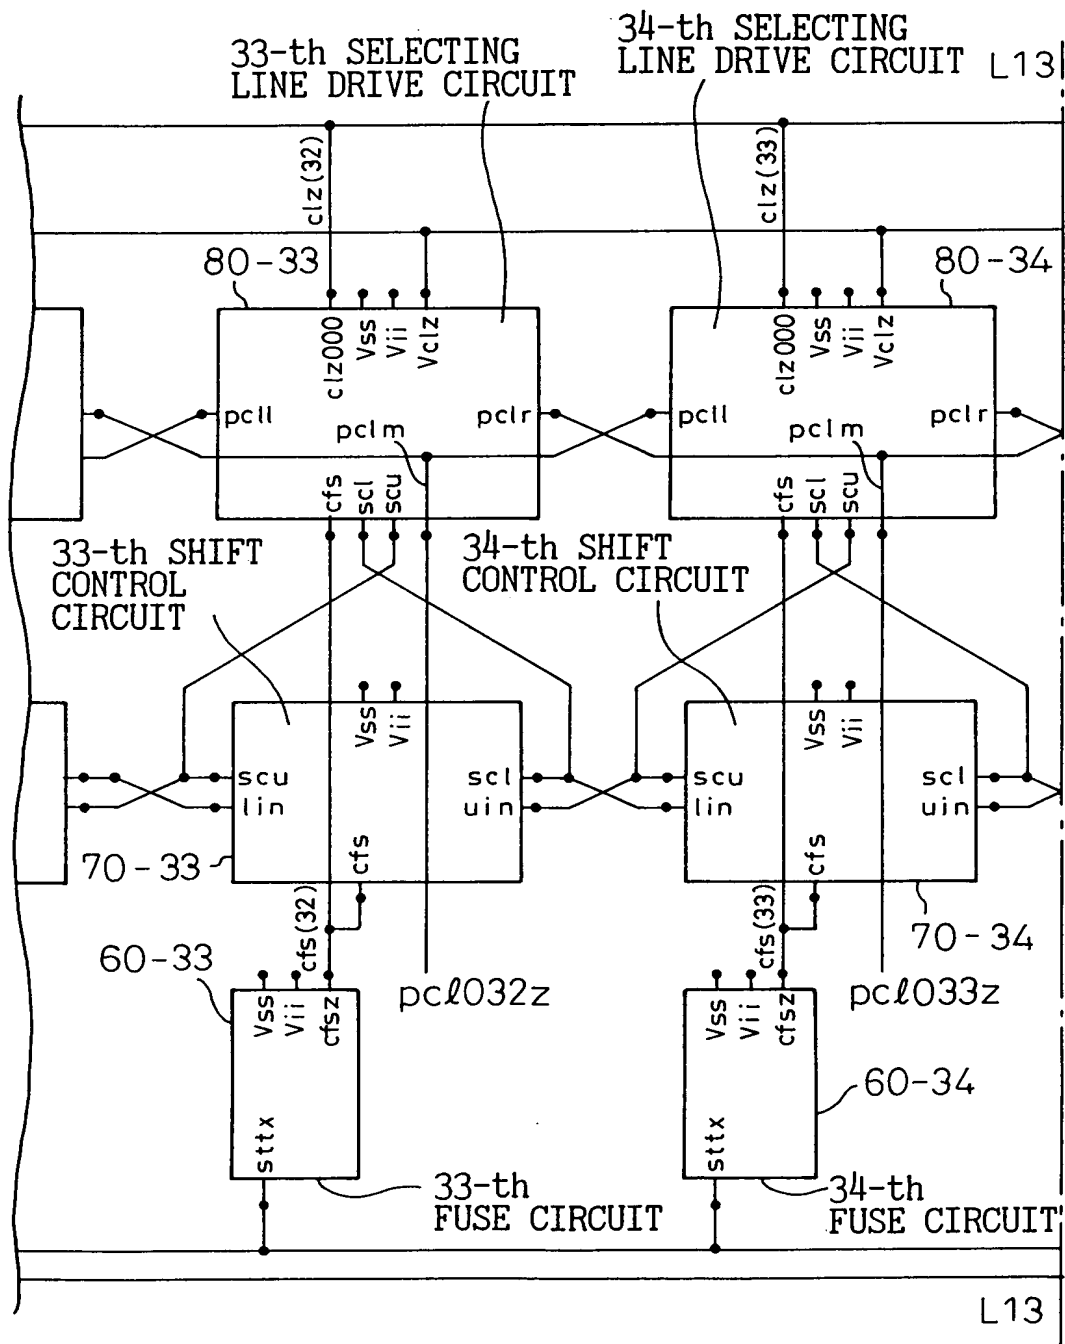 33-th SELECTING
LINE DRIVE CIRCUIT
34-th SELECTING
LINE DRIVE CIRCUIT
L13
clz(32)
clz(33)
80-33
80-34
clz000
Vss
Vii
Vclz
clz000
Vss
Vii
Vclz
pcll
pclr
pclm
pcll
pclr
pclm
cfs
scl
scu
cfs
scl
scu
33-th SHIFT
CONTROL
CIRCUIT
34-th SHIFT
CONTROL CIRCUIT
Vss
Vii
Vss
Vii
scu
lin
scl
uin
scu
lin
scl
uin
cfs
cfs
70-33
70-34
cfs(32)
cfs(33)
60-33
pclO32z
pclO33z
Vss
Vii
cfsz
Vss
Vii
cfsz
60-34
sttx
sttx
33-th
FUSE CIRCUIT
34-th
FUSE CIRCUIT
L13